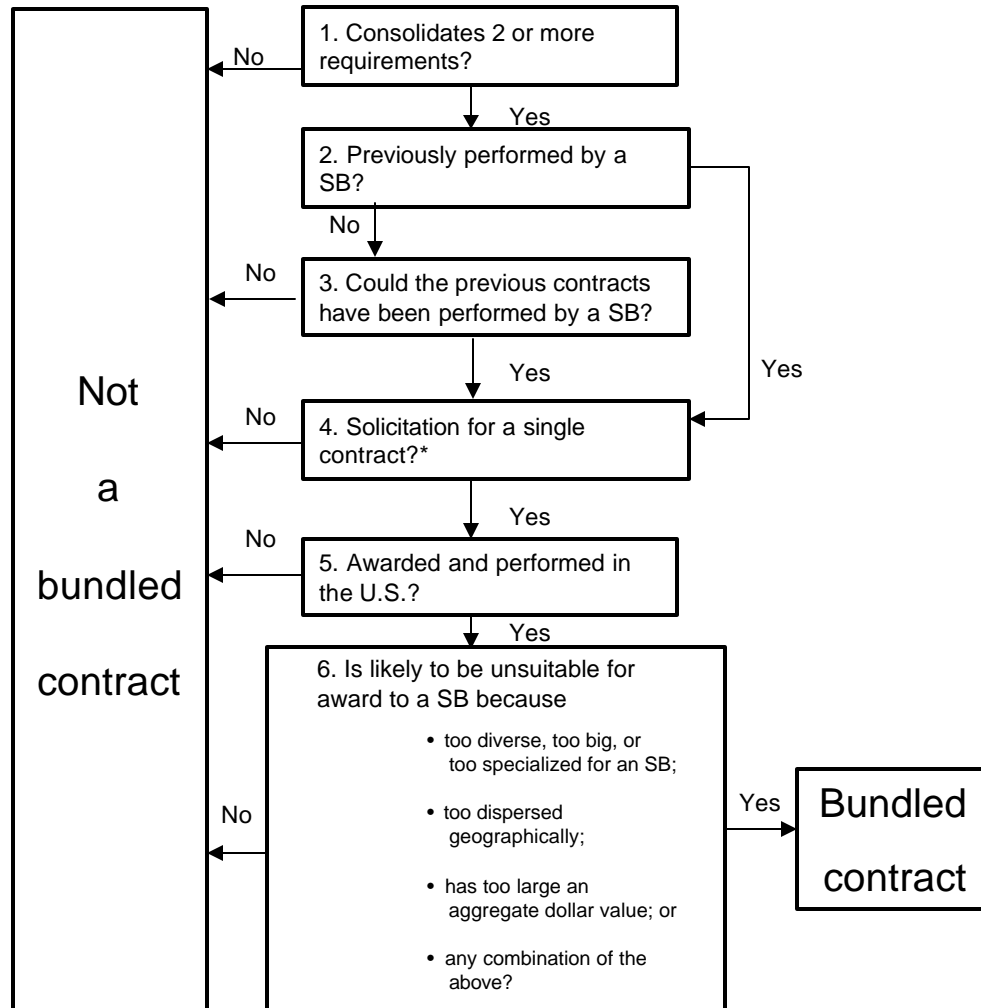 1. Consolidates 2 or more
requirements?
No
Yes
2. Previously performed by a
SB?
No
Yes
3. Could the previous contracts
have been performed by a SB?
No
Yes
4. Solicitation for a single
contract?*
No
Yes
5. Awarded and performed in
the U.S.?
No
Yes
6. Is likely to be unsuitable for
award to a SB because
• too diverse, too big, or
too specialized for an SB;
• too dispersed
geographically;
• has too large an
aggregate dollar value; or
• any combination of the
above?
No
Yes
Not
a
bundled
contract
Bundled
contract